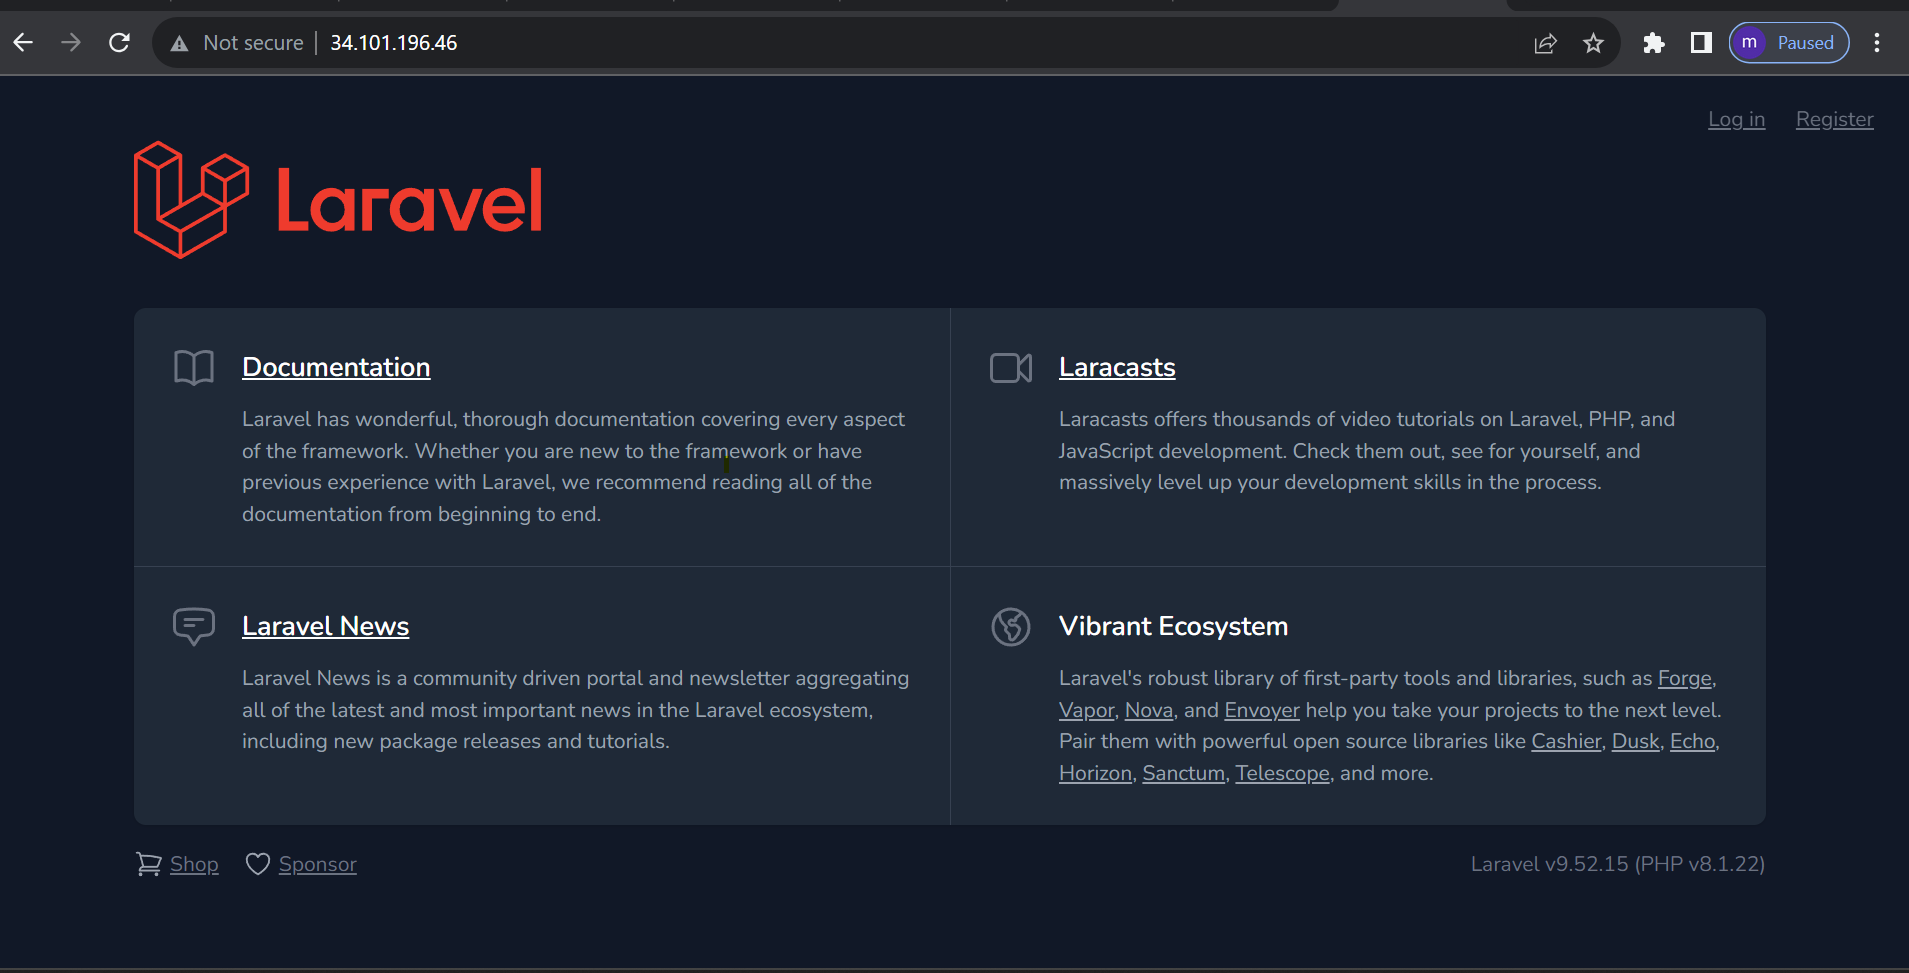 Not secure | 34.101.196.46
m Paused
Log in Register
Laravel
Documentation
Laravel has wonderful, thorough documentation covering every aspect
of the framework. Whether you are new to the framework or have
previous experience with Laravel, we recommend reading all of the
documentation from beginning to end.
Laracasts
Laracasts offers thousands of video tutorials on Laravel, PHP, and
JavaScript development. Check them out, see for yourself, and
massively level up your development skills in the process.
Laravel News
Laravel News is a community driven portal and newsletter aggregating
all of the latest and most important news in the Laravel ecosystem,
including new package releases and tutorials.
Vibrant Ecosystem
Laravel's robust library of first-party tools and libraries, such as Forge,
Vapor, Nova, and Envoyer help you take your projects to the next level.
Pair them with powerful open source libraries like Cashier, Dusk, Echo,
Horizon, Sanctum, Telescope, and more.
Shop Sponsor
Laravel v9.52.15 (PHP v8.1.22)